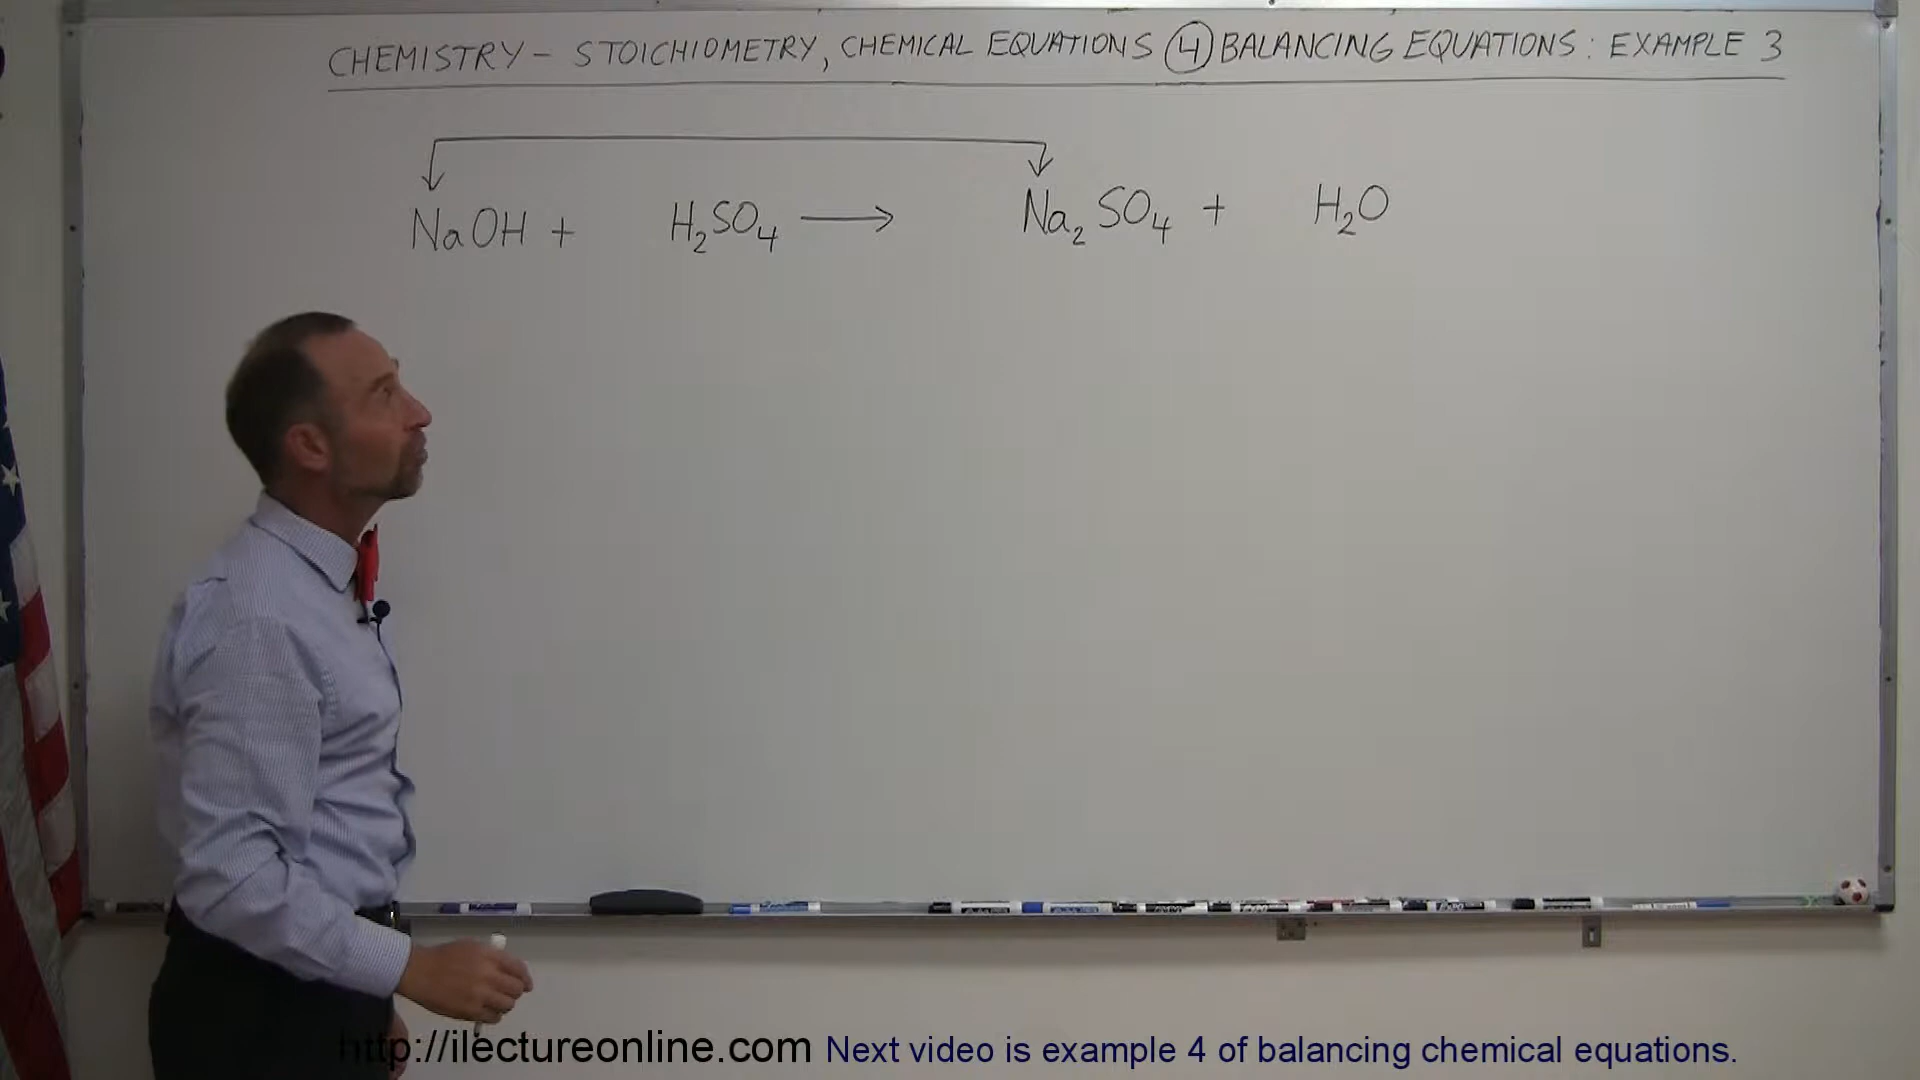 CHEMISTRY – STOICHIOMETRY, CHEMICAL EQUATIONS ④ BALANCING EQUATIONS: EXAMPLE 3
NaOH + H₂SO₄ ⟶ Na₂SO₄ + H₂O
http://ilectureonline.com Next video is example 4 of balancing chemical equations.